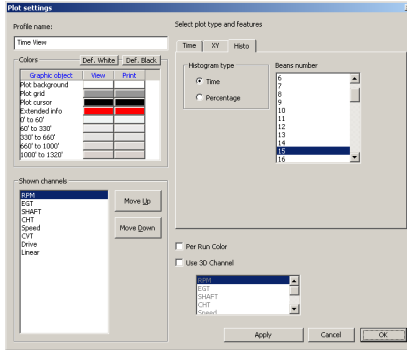 Plot settings
Profile name:
Time View
Select plot type and features
Time XY Histo
Colors
Def. White Def. Black
Graphic object View Print
Plot background
Plot grid
Plot cursor
Extended info
0' to 60'
60' to 330'
330' to 660'
660' to 1000'
1000' to 1320'
Histogram type
Time
Percentage
Beans number
6
7
8
9
10
11
12
13
14
15
16
Shown channels
RPM
EGT
SHAFT
CHT
Speed
CVT
Drive
Linear
Move Up
Move Down
Per Run Color
Use 3D Channel
RPM
EGT
SHAFT
CHT
Speed
Apply Cancel OK